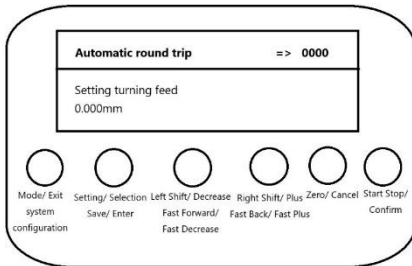 Automatic round trip => 0000
Setting turning feed
0.000mm
Mode/ Exit Setting/ Selection Left Shift/ Decrease Right Shift/ Plus Zero/ Cancel Start Stop/
system Save/ Enter Fast Forward/ Fast Back/ Fast Plus Confirm
configuration Fast Decrease